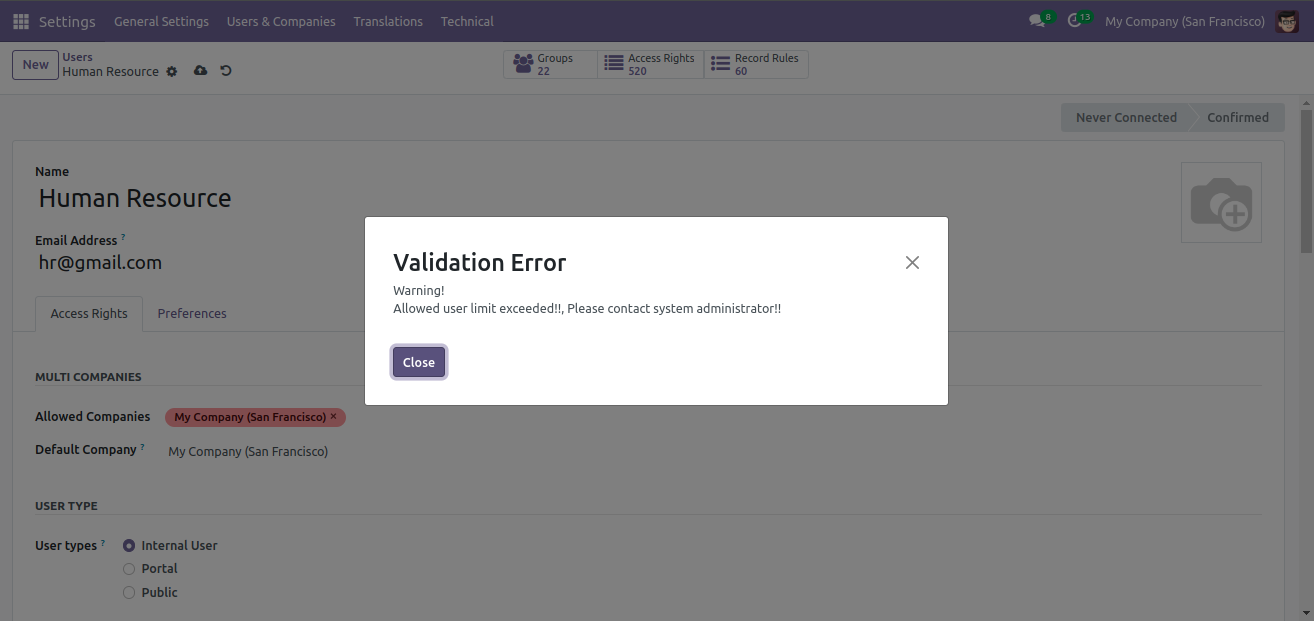 Settings General Settings Users & Companies Translations Technical 8 13 My Company (San Francisco)
New
Users
Human Resource
Groups
22
Access Rights
520
Record Rules
60
Never Connected Confirmed
Name
Human Resource
Email Address ?
hr@gmail.com
Access Rights Preferences
Validation Error
Warning!
Allowed user limit exceeded!!, Please contact system administrator!!
Close
MULTI COMPANIES
Allowed Companies My Company (San Francisco) ×
Default Company ? My Company (San Francisco)
USER TYPE
User types ? Internal User
Portal
Public